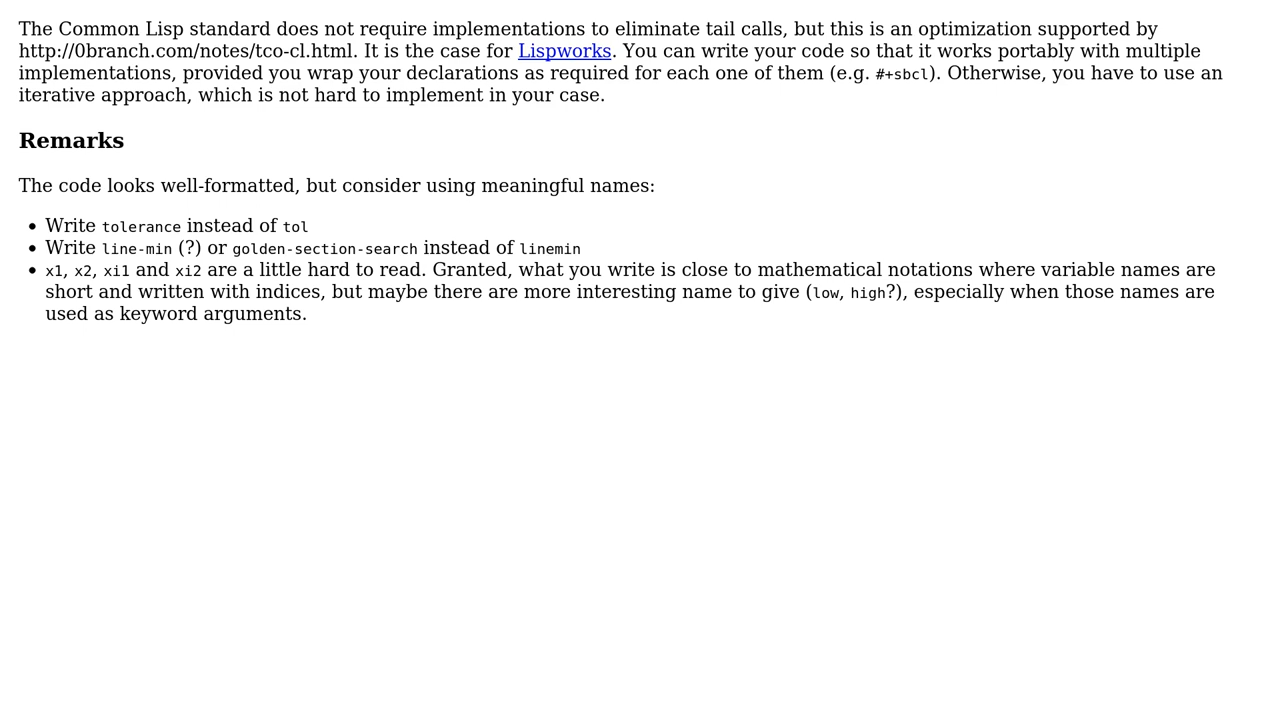 The Common Lisp standard does not require implementations to eliminate tail calls, but this is an optimization supported by
http://0branch.com/notes/tco-cl.html. It is the case for Lispworks. You can write your code so that it works portably with multiple
implementations, provided you wrap your declarations as required for each one of them (e.g. #+sbcl). Otherwise, you have to use an
iterative approach, which is not hard to implement in your case.
Remarks
The code looks well-formatted, but consider using meaningful names:
• Write tolerance instead of tol
• Write line-min (?) or golden-section-search instead of linemin
• x1, x2, xi1 and xi2 are a little hard to read. Granted, what you write is close to mathematical notations where variable names are
short and written with indices, but maybe there are more interesting name to give (low, high?), especially when those names are
used as keyword arguments.